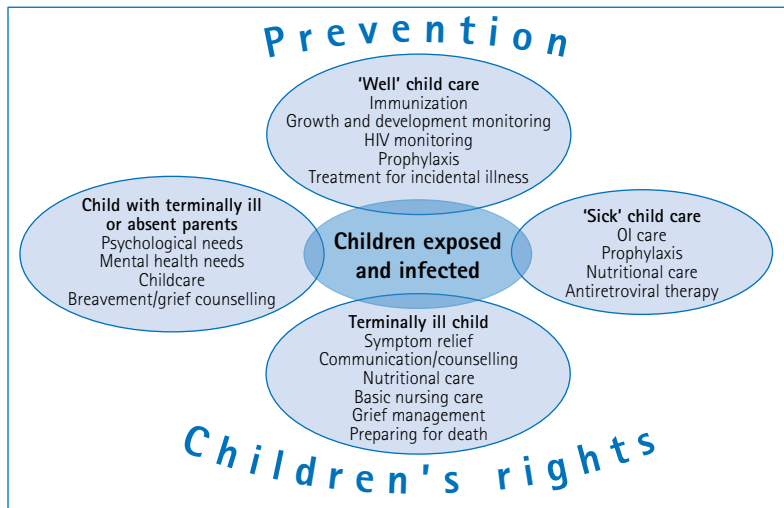 Prevention
‘Well’ child care
Immunization
Growth and development monitoring
HIV monitoring
Prophylaxis
Treatment for incidental illness
Child with terminally ill
or absent parents
Psychological needs
Mental health needs
Childcare
Breavement/grief counselling
Children exposed
and infected
‘Sick’ child care
OI care
Prophylaxis
Nutritional care
Antiretroviral therapy
Terminally ill child
Symptom relief
Communication/counselling
Nutritional care
Basic nursing care
Grief management
Preparing for death
Children's rights